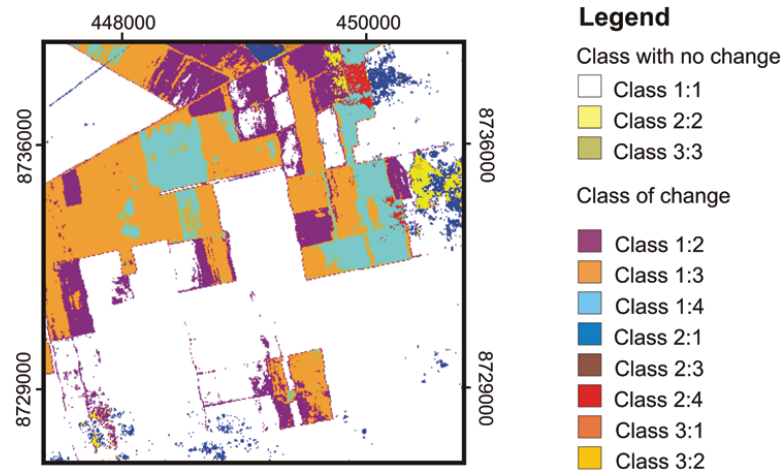 448000
450000
8736000
8736000
8729000
8729000
Legend
Class with no change
Class 1:1
Class 2:2
Class 3:3
Class of change
Class 1:2
Class 1:3
Class 1:4
Class 2:1
Class 2:3
Class 2:4
Class 3:1
Class 3:2